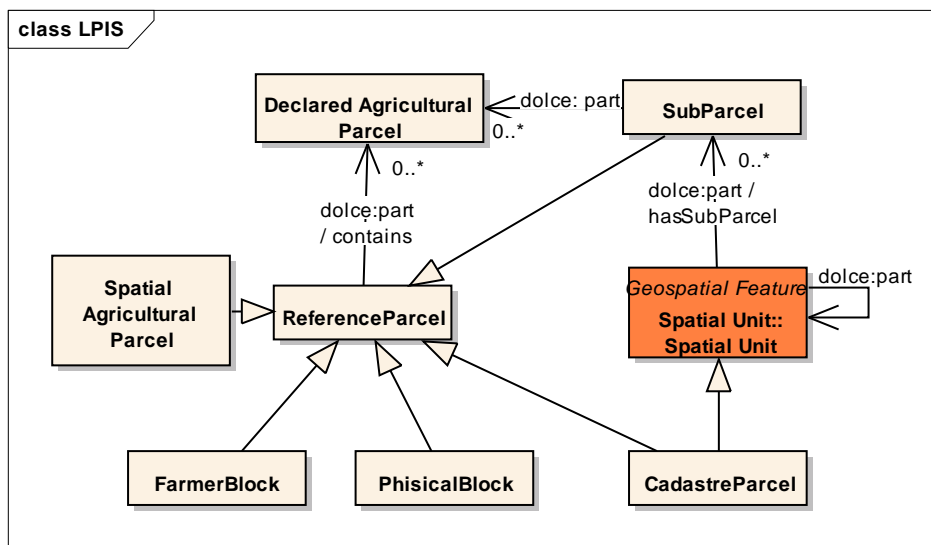 class LPIS
Declared Agricultural
Parcel
dolce: part
0..*
SubParcel
0..*
dolce:part
/ contains
0..*
dolce:part /
hasSubParcel
Spatial
Agricultural
Parcel
ReferenceParcel
Geospatial Feature
Spatial Unit::
Spatial Unit
dolce:part
FarmerBlock
PhisicalBlock
CadastreParcel